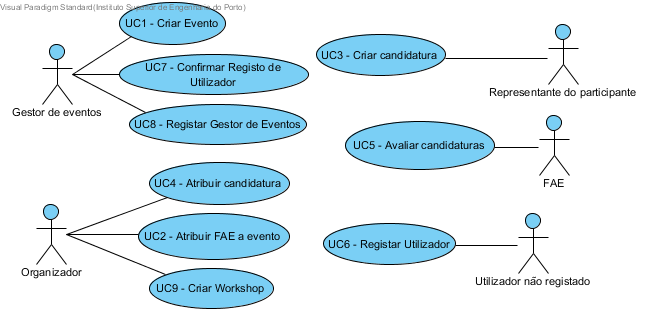 Visual Paradigm Standard(Instituto Superior de Engenharia do Porto)
UC1 - Criar Evento
UC7 - Confirmar Registo de
Utilizador
UC8 - Registar Gestor de Eventos
Gestor de eventos
UC3 - Criar candidatura
Representante do participante
UC5 - Avaliar candidaturas
FAE
UC4 - Atribuir candidatura
UC2 - Atribuir FAE a evento
UC9 - Criar Workshop
Organizador
UC6 - Registar Utilizador
Utilizador não registado